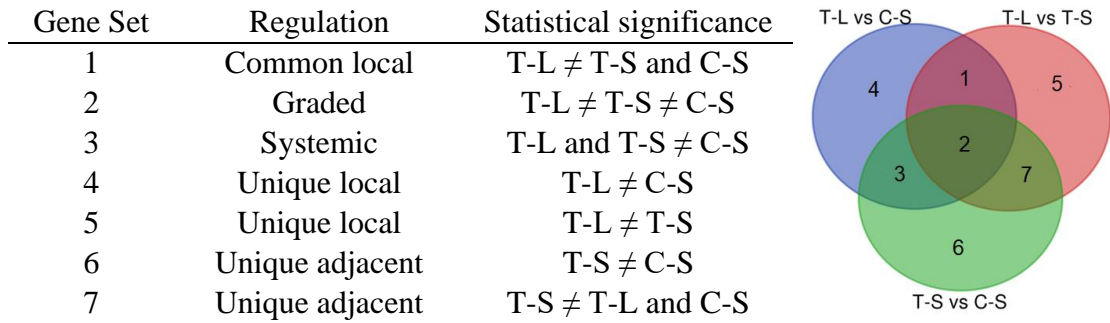 Gene Set Regulation Statistical significance
1 Common local T-L ≠ T-S and C-S
2 Graded T-L ≠ T-S ≠ C-S
3 Systemic T-L and T-S ≠ C-S
4 Unique local T-L ≠ C-S
5 Unique local T-L ≠ T-S
6 Unique adjacent T-S ≠ C-S
7 Unique adjacent T-S ≠ T-L and C-S
T-L vs C-S T-L vs T-S
4 1 5
2
3 7
6
T-S vs C-S